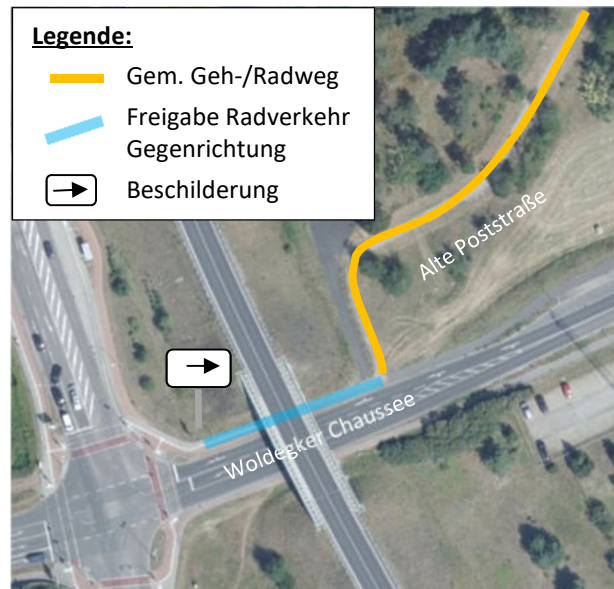 Legende:
Gem. Geh-/Radweg
Freigabe Radverkehr
Gegenrichtung
Beschilderung
Alte Poststraße
Woldegker Chaussee